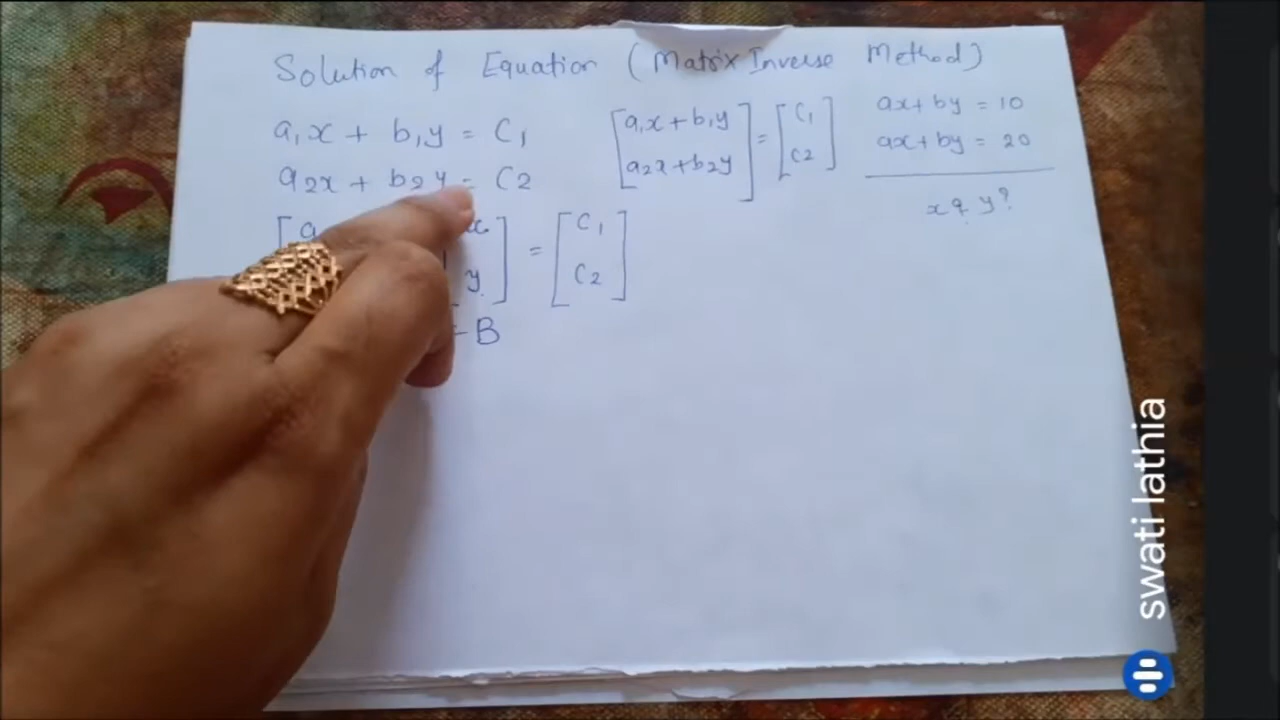 Solution of Equation (Matrix Inverse Method)
a₁x + b₁y = C₁
a₂x + b₂y = C₂
[a₁x + b₁y
a₂x + b₂y] = [C₁
C₂]
ax + by = 10
ax + by = 20
x & y?
[a x
y] = [C₁
C₂]
= B
swati lathia